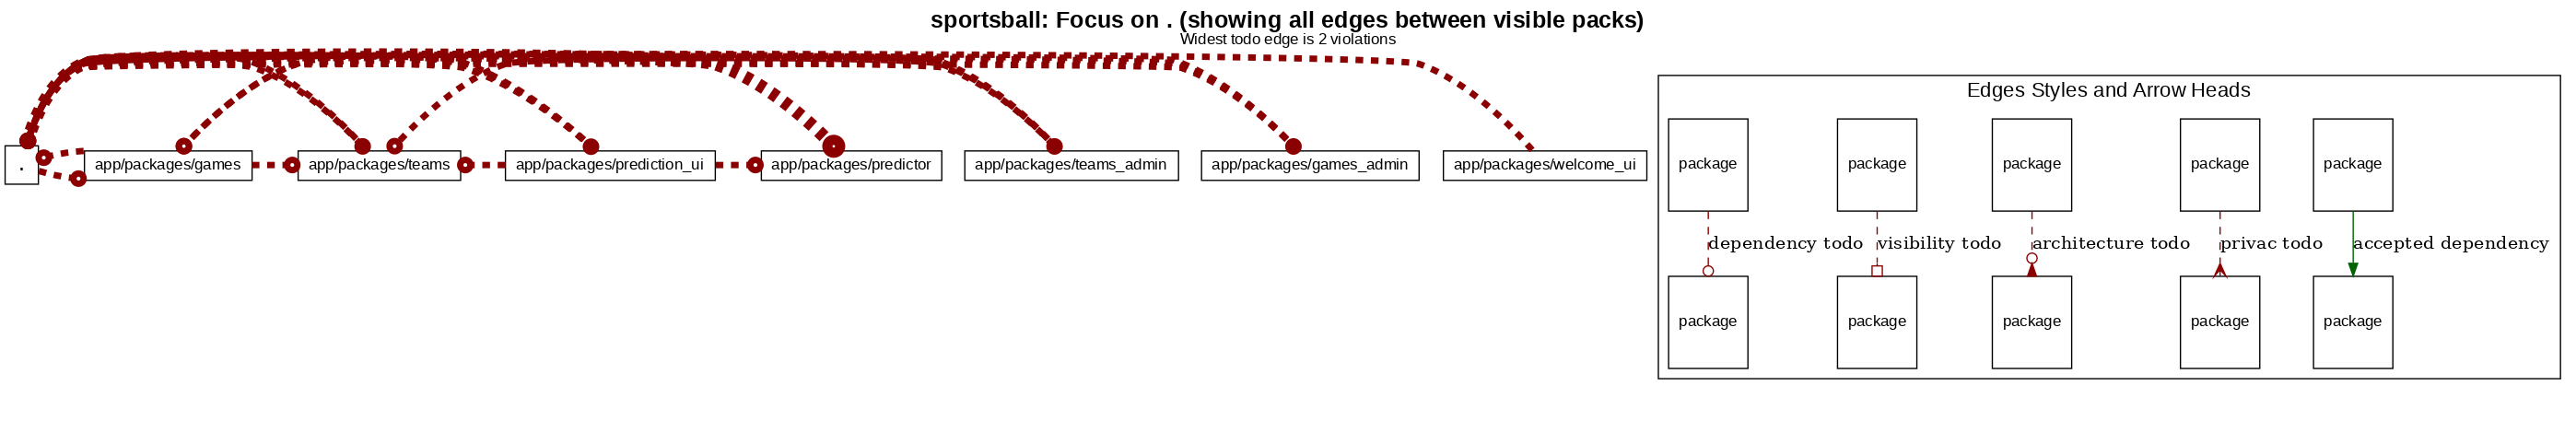 sportsball: Focus on . (showing all edges between visible packs)
Widest todo edge is 2 violations
.
app/packages/games
app/packages/teams
app/packages/prediction_ui
app/packages/predictor
app/packages/teams_admin
app/packages/games_admin
app/packages/welcome_ui
Edges Styles and Arrow Heads
package
package
package
package
package
dependency todo
visibility todo
architecture todo
privac todo
accepted dependency
package
package
package
package
package